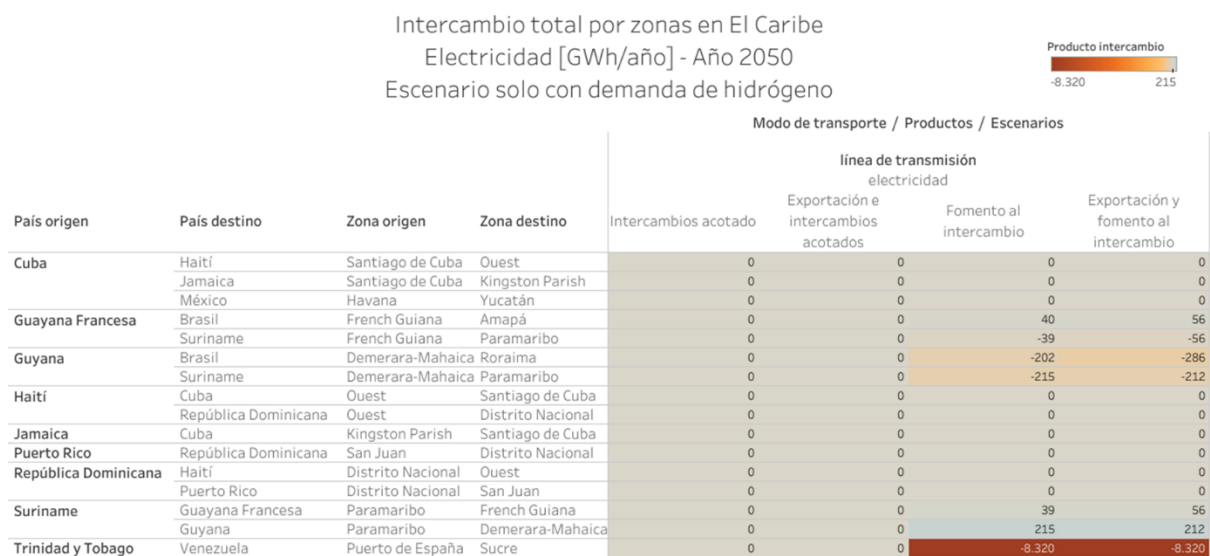 Intercambio total por zonas en El Caribe
Electricidad [GWh/año] - Año 2050
Escenario solo con demanda de hidrógeno
Producto intercambio
-8.320 215
Modo de transporte / Productos / Escenarios
línea de transmisión
electricidad
País origen País destino Zona origen Zona destino Intercambios acotado Exportación e intercambios acotados Fomento al intercambio Exportación y fomento al intercambio
Cuba Haití Santiago de Cuba Ouest 0 0 0 0
Jamaica Santiago de Cuba Kingston Parish 0 0 0 0
México Havana Yucatán 0 0 0 0
Guayana Francesa Brasil French Guiana Amapá 0 0 40 56
Suriname French Guiana Paramaribo 0 0 -39 -56
Guyana Brasil Demerara-Mahaica Roraima 0 0 -202 -286
Suriname Demerara-Mahaica Paramaribo 0 0 -215 -212
Haití Cuba Ouest Santiago de Cuba 0 0 0 0
República Dominicana Ouest Distrito Nacional 0 0 0 0
Jamaica Cuba Kingston Parish Santiago de Cuba 0 0 0 0
Puerto Rico República Dominicana San Juan Distrito Nacional 0 0 0 0
República Dominicana Haití Distrito Nacional Ouest 0 0 0 0
Puerto Rico Distrito Nacional San Juan 0 0 0 0
Suriname Guayana Francesa Paramaribo French Guiana 0 0 39 56
Guyana Paramaribo Demerara-Mahaica 0 0 215 212
Trinidad y Tobago Venezuela Puerto de España Sucre 0 0 -8.320 -8.320